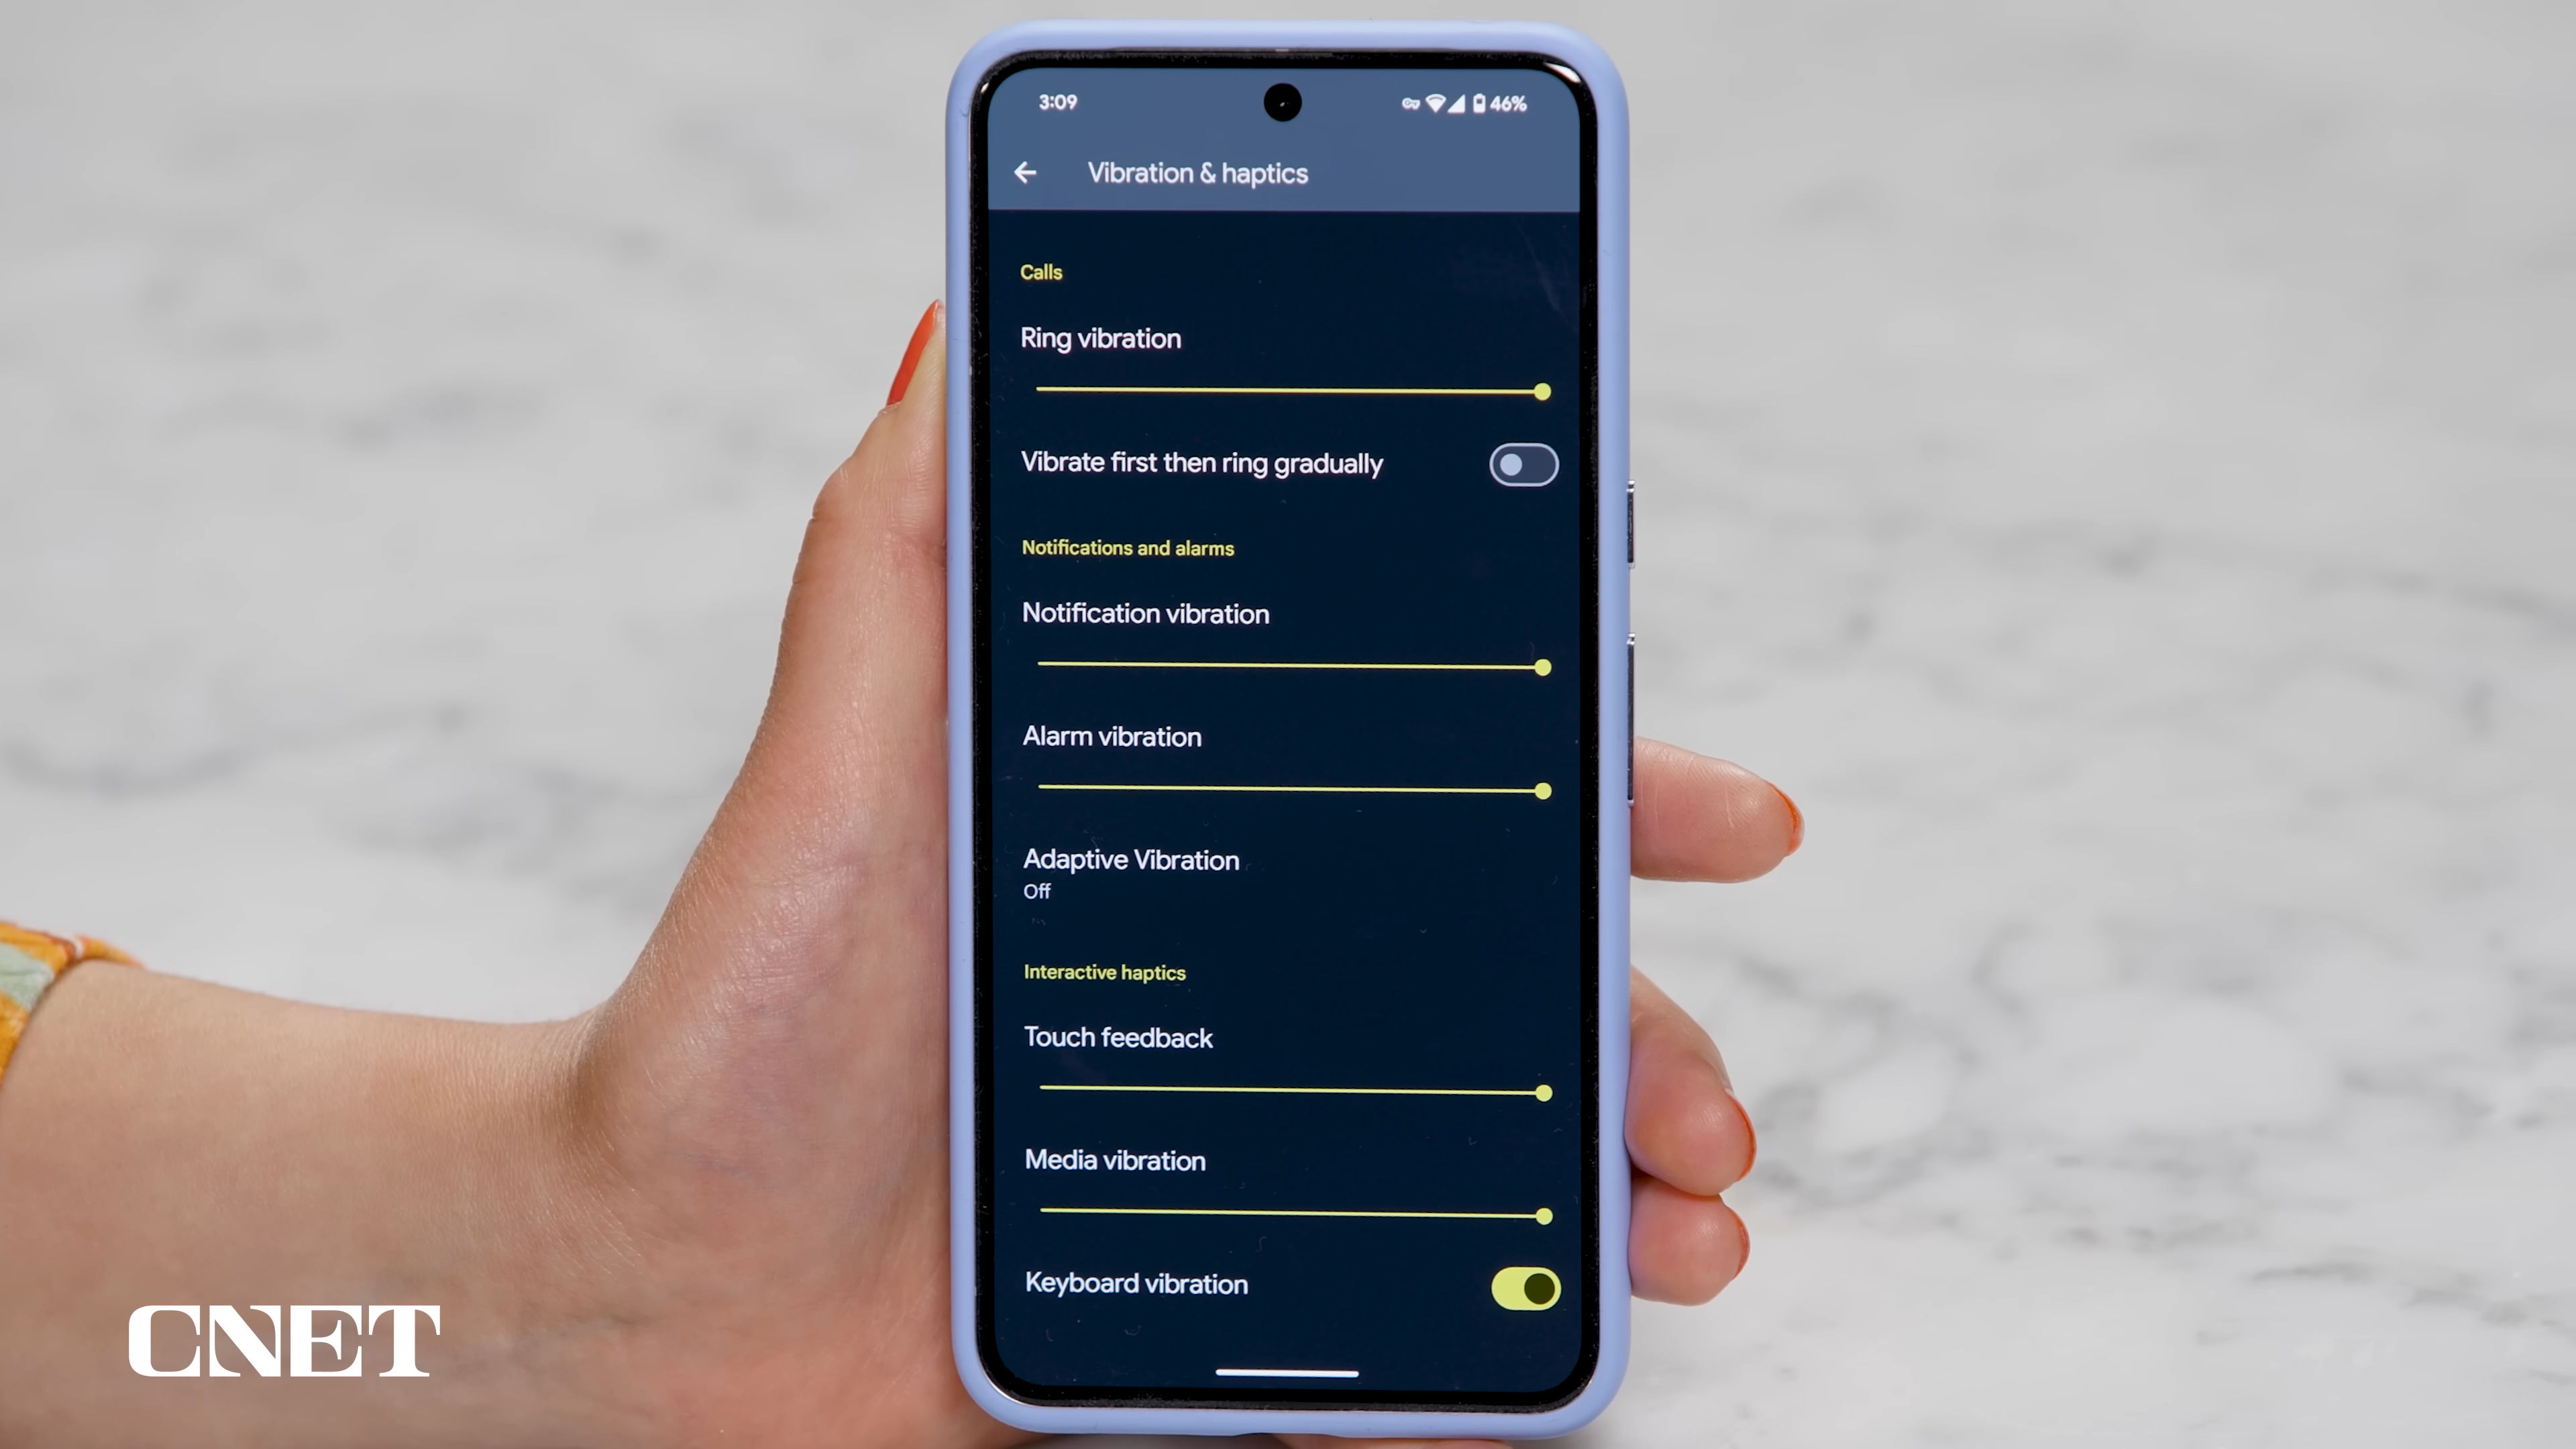 3:09
46%
Vibration & haptics
Calls
Ring vibration
Vibrate first then ring gradually
Notifications and alarms
Notification vibration
Alarm vibration
Adaptive Vibration
Off
Interactive haptics
Touch feedback
Media vibration
Keyboard vibration
CNET